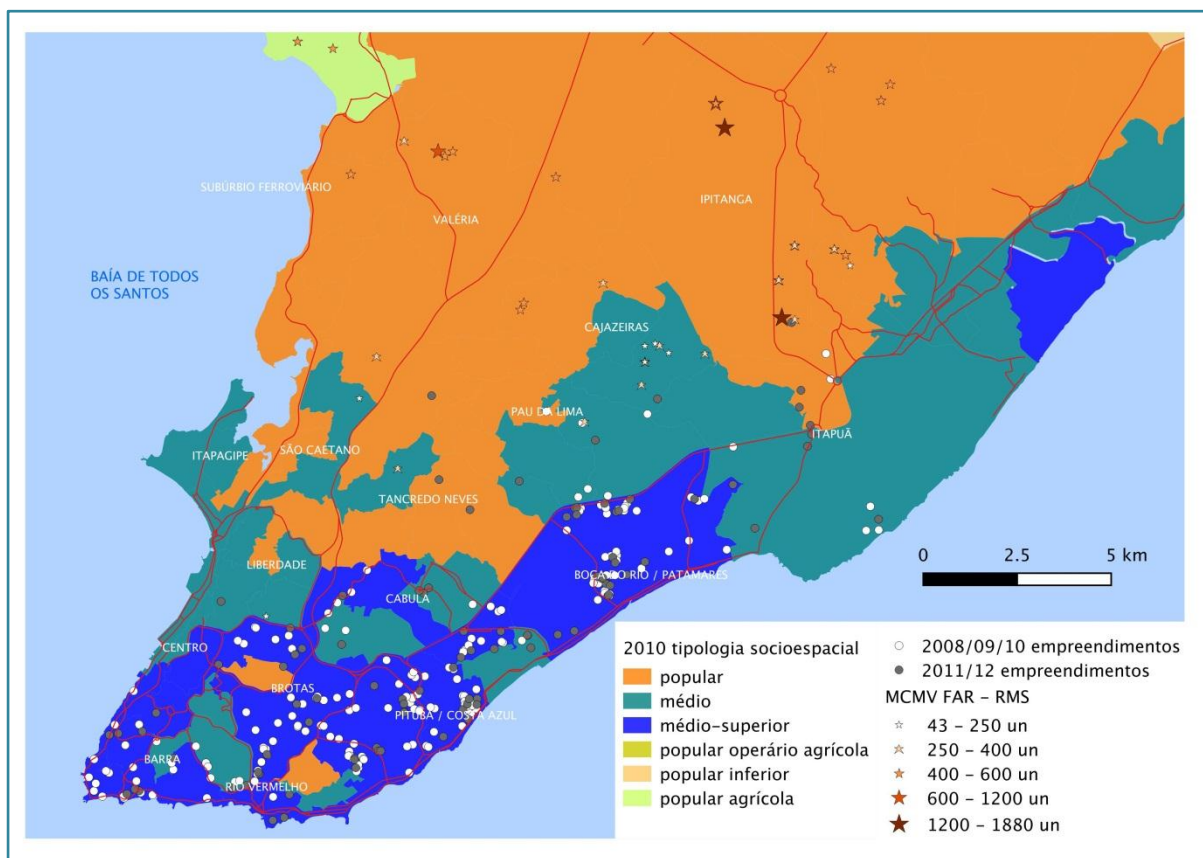 SUBÚRBIO FERROVIARIO
VALÉRIA
IPITANGA
BAÍA DE TODOS
OS SANTOS
CAJAZEIRAS
PAU DA LIMA
ITAPUÃ
ITAPAGIPE
SÃO CAETANO
TANCREDO NEVES
LIBERDADE
CABULA
BOCA DO RIO / PATAMARES
CENTRO
BROTAS
PITUBA / COSTA AZUL
BARRA
RIO VERMELHO
0 2.5 5 km
2010 tipologia socioespacial
popular
médio
médio-superior
popular operário agrícola
popular inferior
popular agrícola
2008/09/10 empreendimentos
2011/12 empreendimentos
MCMV FAR - RMS
43 - 250 un
250 - 400 un
400 - 600 un
600 - 1200 un
1200 - 1880 un